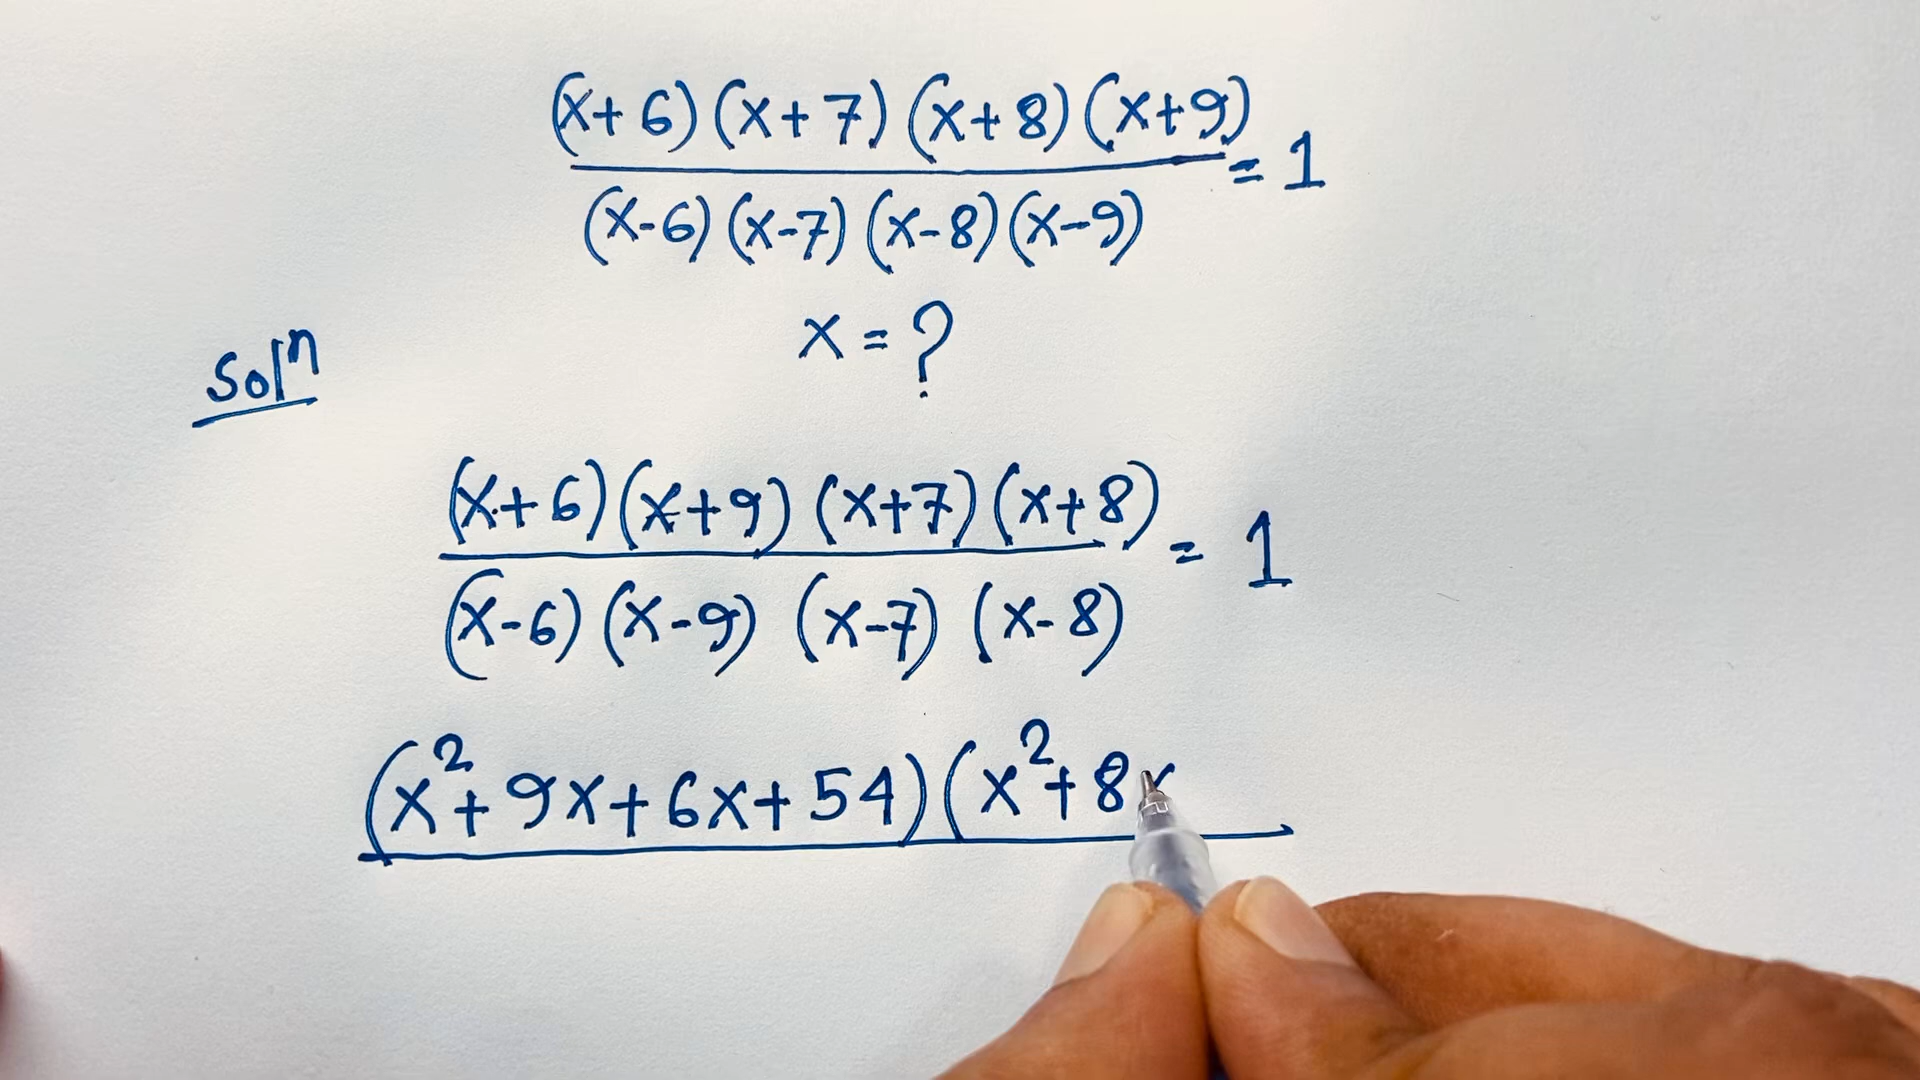 (x+6)(x+7)(x+8)(x+9)
= 1
(x-6)(x-7)(x-8)(x-9)
x = ?
Solⁿ
(x+6)(x+9)(x+7)(x+8)
= 1
(x-6)(x-9)(x-7)(x-8)
(x²+9x+6x+54)(x²+8x